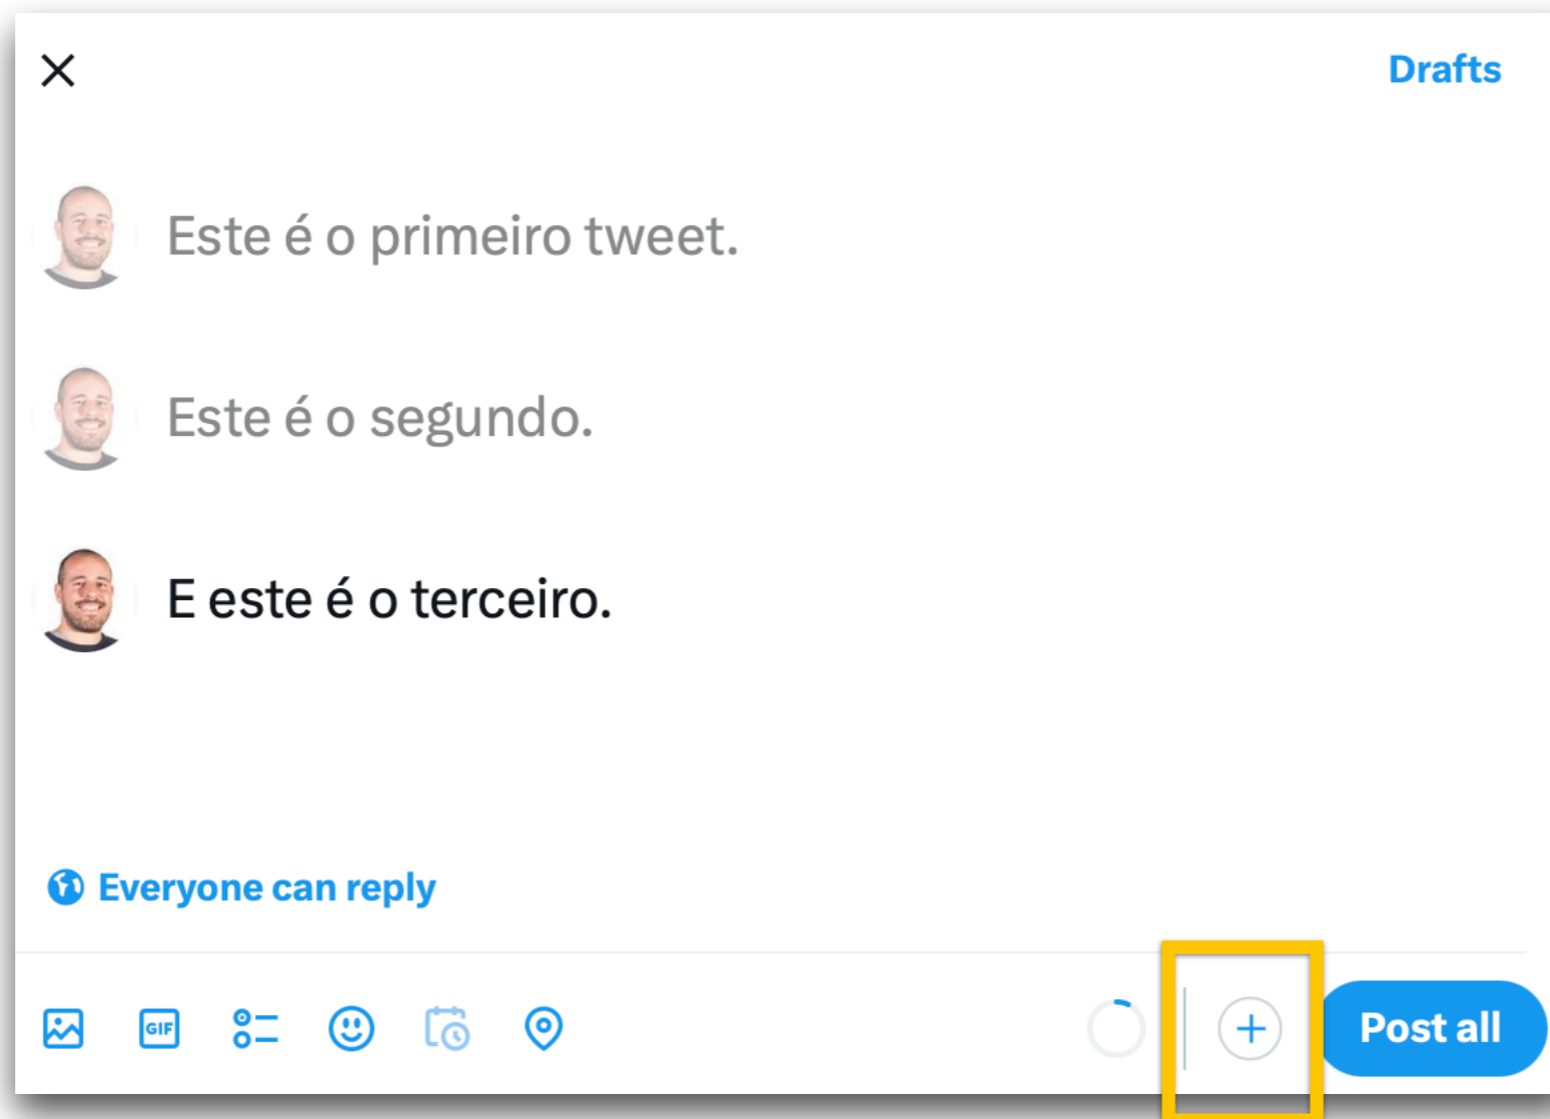 Drafts
Este é o primeiro tweet.
Este é o segundo.
E este é o terceiro.
Everyone can reply
GIF
Post all